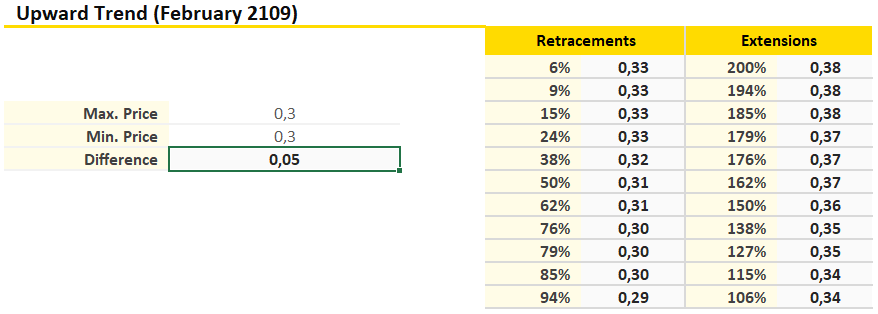 Upward Trend (February 2109)
Retracements Extensions
6% 0,33 200% 0,38
9% 0,33 194% 0,38
Max. Price 0,3 15% 0,33 185% 0,38
Min. Price 0,3 24% 0,33 179% 0,37
Difference 0,05 38% 0,32 176% 0,37
50% 0,31 162% 0,37
62% 0,31 150% 0,36
76% 0,30 138% 0,35
79% 0,30 127% 0,35
85% 0,30 115% 0,34
94% 0,29 106% 0,34